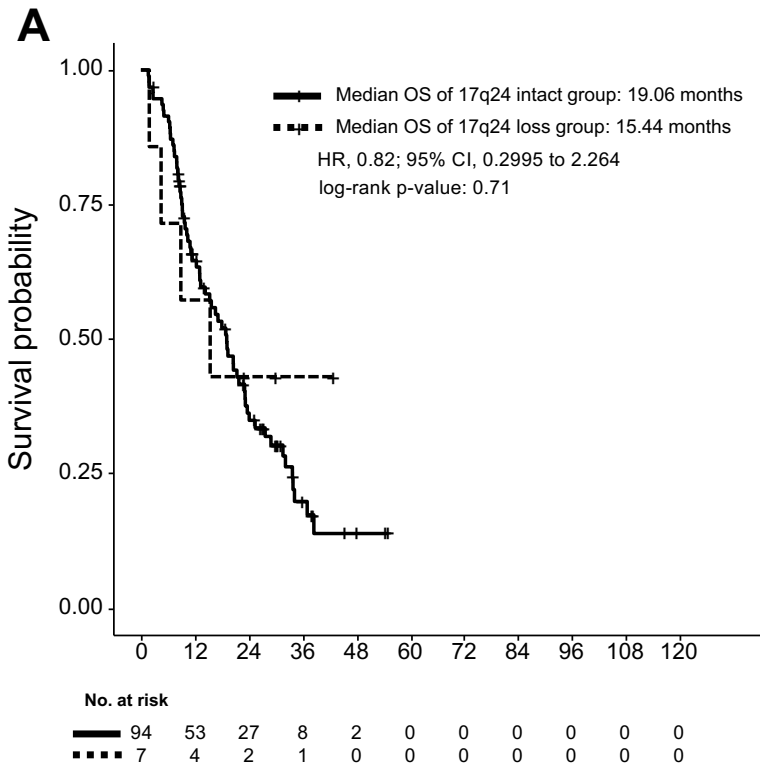 A
Median OS of 17q24 intact group: 19.06 months
Median OS of 17q24 loss group: 15.44 months
HR, 0.82; 95% CI, 0.2995 to 2.264
log-rank p-value: 0.71
Survival probability
1.00
0.75
0.50
0.25
0.00
0 12 24 36 48 60 72 84 96 108 120
No. at risk
94 53 27 8 2 0 0 0 0 0 0
7 4 2 1 0 0 0 0 0 0 0